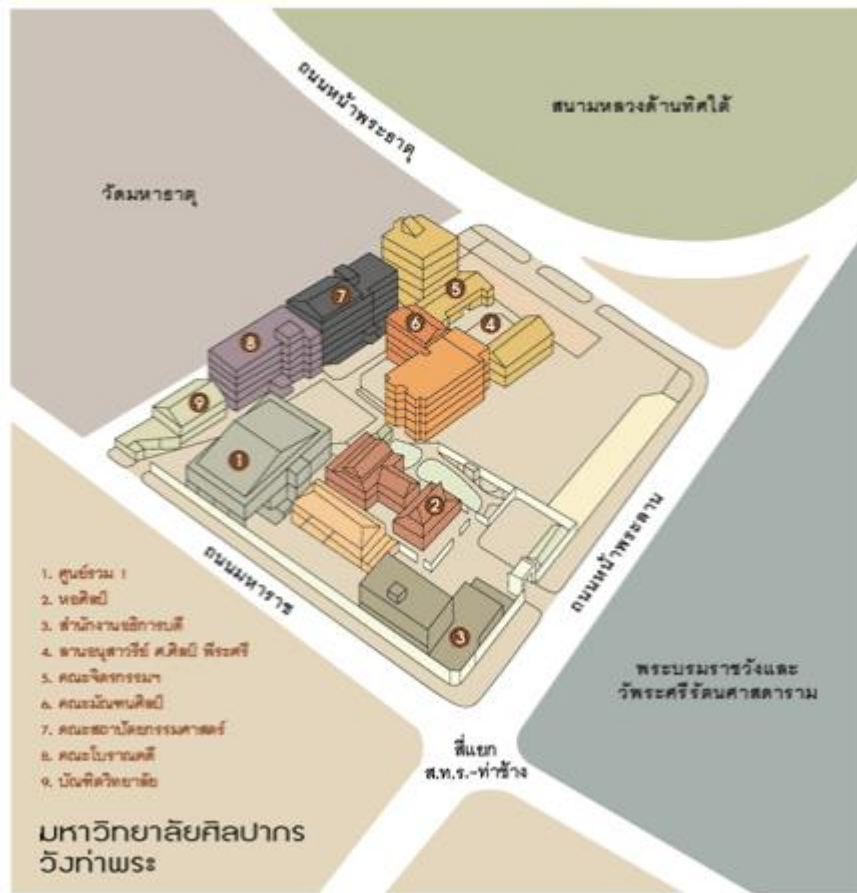 ถนนหน้าพระธาตุ
สนามหลวงด้านทิศใต้
วัดมหาธาตุ
7
5
6
4
8
9
1
2
3
ถนนมหาราช
ถนนหน้าพระลาน
พระบรมราชวังและ
วัพระศรีรัตนศาสดาราม
สี่แยก
ส.ท.ร.-ท่าช้าง
1. ศูนย์รวม 1
2. หอศิลป์
3. สำนักงานอธิการบดี
4. ลานอนุสาวรีย์ ศ.ศิลป์ พีระศรี
5. คณะจิตรกรรมฯ
6. คณะมัณฑนศิลป์
7. คณะสถาปัตยกรรมศาสตร์
8. คณะโบราณคดี
9. บัณฑิตวิทยาลัย
มหาวิทยาลัยศิลปากร
วังท่าพระ